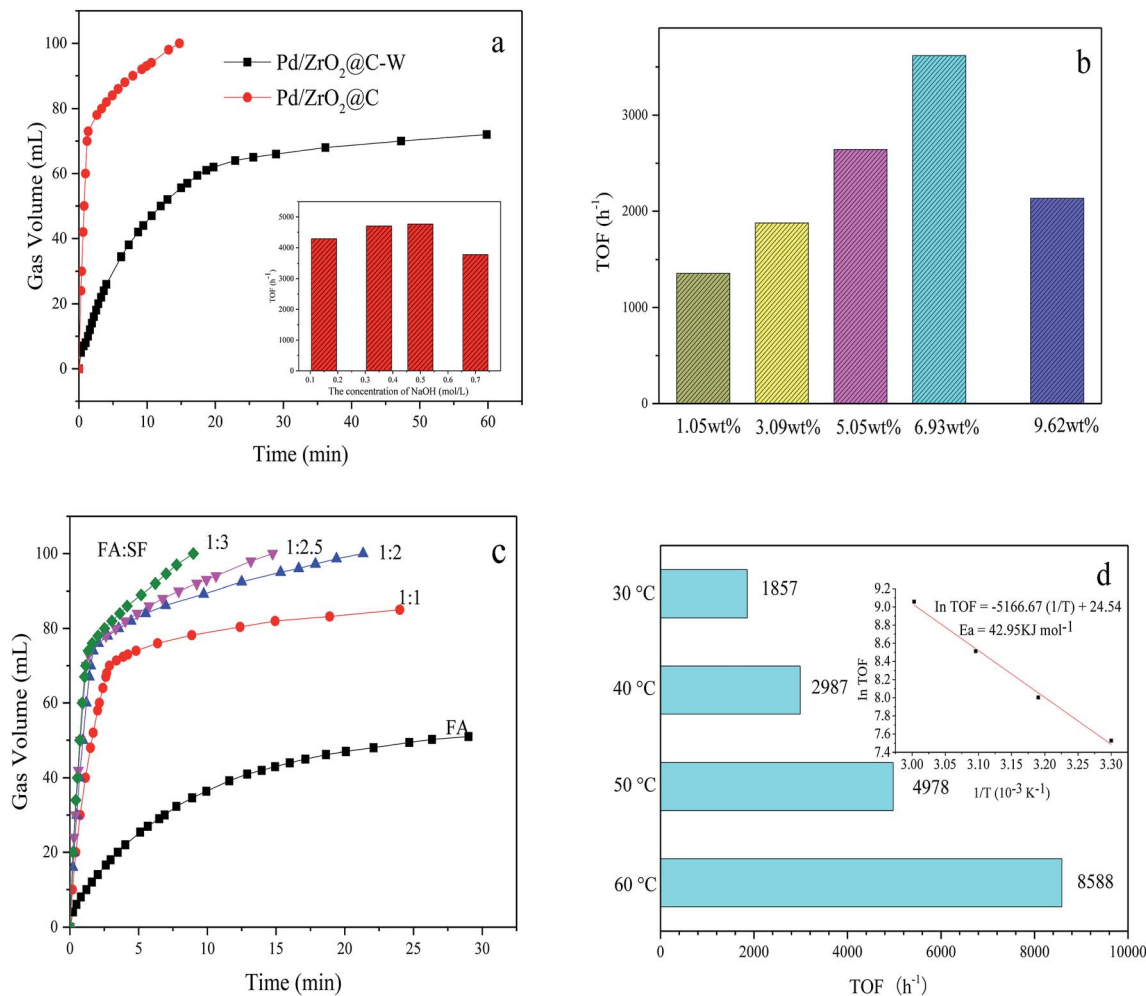 a
Pd/ZrO2@C-W
Pd/ZrO2@C
Gas Volume (mL)
100
80
60
40
20
0
0 10 20 30 40 50 60
Time (min)
TOF (h-1)
5000
4000
3000
2000
1000
0
0.1 0.2 0.3 0.4 0.5 0.6 0.7
The concentration of NaOH (mol/L)
b
TOF (h-1)
3000
2000
1000
0
1.05wt% 3.09wt% 5.05wt% 6.93wt% 9.62wt%
c
FA:SF
1:3
1:2.5
1:2
1:1
FA
Gas Volume (mL)
100
80
60
40
20
0
0 5 10 15 20 25 30
Time (min)
d
30 °C
1857
40 °C
2987
50 °C
4978
60 °C
8588
0 2000 4000 6000 8000 10000
TOF (h-1)
In TOF
9.1
9.0
8.8
8.6
8.4
8.2
8.0
7.8
7.6
7.4
In TOF = -5166.67 (1/T) + 24.54
Ea = 42.95KJ mol-1
3.00 3.05 3.10 3.15 3.20 3.25 3.30
1/T (10-3 K-1)